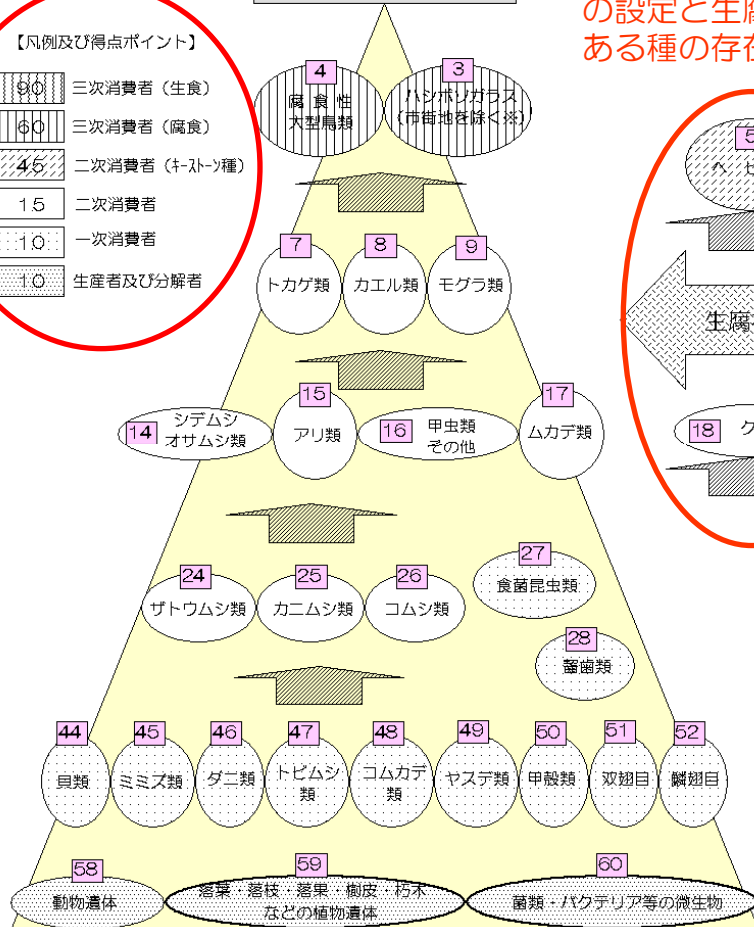 の設定と生腐
ある種の存在
【凡例及び得点ポイント】
90 三次消費者（生食）
60 三次消費者（腐食）
45 二次消費者（キーストーン種）
15 二次消費者
10 一次消費者
10 生産者及び分解者
4
腐食性
大型鳥類
3
ハシボソガラス
(市街地を除く※)
5
ヘビ
7
トカゲ類
8
カエル類
9
モグラ類
生腐
14
シデムシ
オサムシ類
15
アリ類
16
甲虫類
その他
17
ムカデ類
18
ク
24
ザトウムシ類
25
カニムシ類
26
コムシ類
27
食菌昆虫類
28
齧歯類
44
貝類
45
ミミズ類
46
ダニ類
47
トビムシ
類
48
コムカデ
類
49
ヤスデ類
50
甲殻類
51
双翅目
52
鱗翅目
58
動物遺体
59
落葉・落枝・落果・樹皮・朽木
などの植物遺体
60
菌類・バクテリア等の微生物